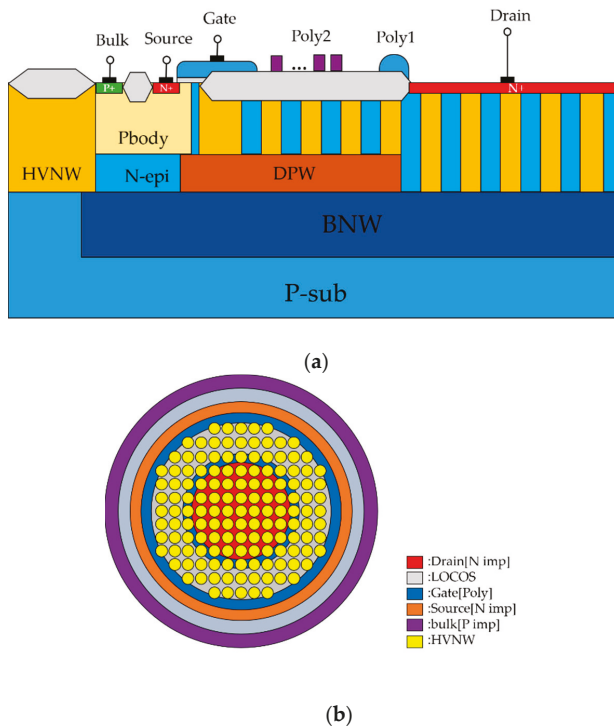 Gate
Bulk Source Poly2 Poly1 Drain
...
P+ N+ N+
Pbody
HVNW N-epi DPW
BNW
P-sub
(a)
:Drain[N imp]
:LOCOS
:Gate[Poly]
:Source[N imp]
:bulk[P imp]
:HVNW
(b)